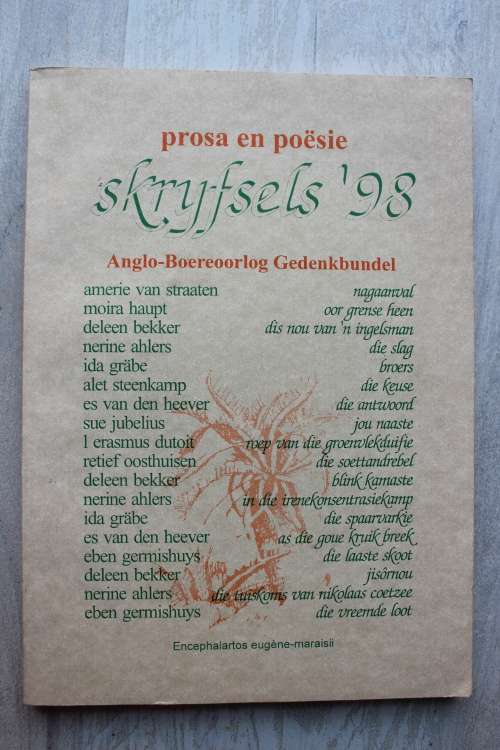 prosa en poësie
skryfsels '98
Anglo-Boereoorlog Gedenkbundel
amerie van straaten nagaanval
moira haupt oor grense heen
deleen bekker dis nou van 'n ingelsman
nerine ahlers die slag
ida gräbe broers
alet steenkamp die keuse
es van den heever die antwoord
sue jubelius jou naaste
l erasmus dutoit roep van die groenvlekduifie
retief oosthuisen die soettandrebel
deleen bekker blink kamaste
nerine ahlers in die irenekonsentrasiekamp
ida gräbe die spaarvarkie
es van den heever as die goue kruik breek
eben germishuys die laaste skoot
deleen bekker jisôrnou
nerine ahlers die tuiskoms van nikolaas coetzee
eben germishuys die vreemde loot
Encephalartos eugène-maraisii